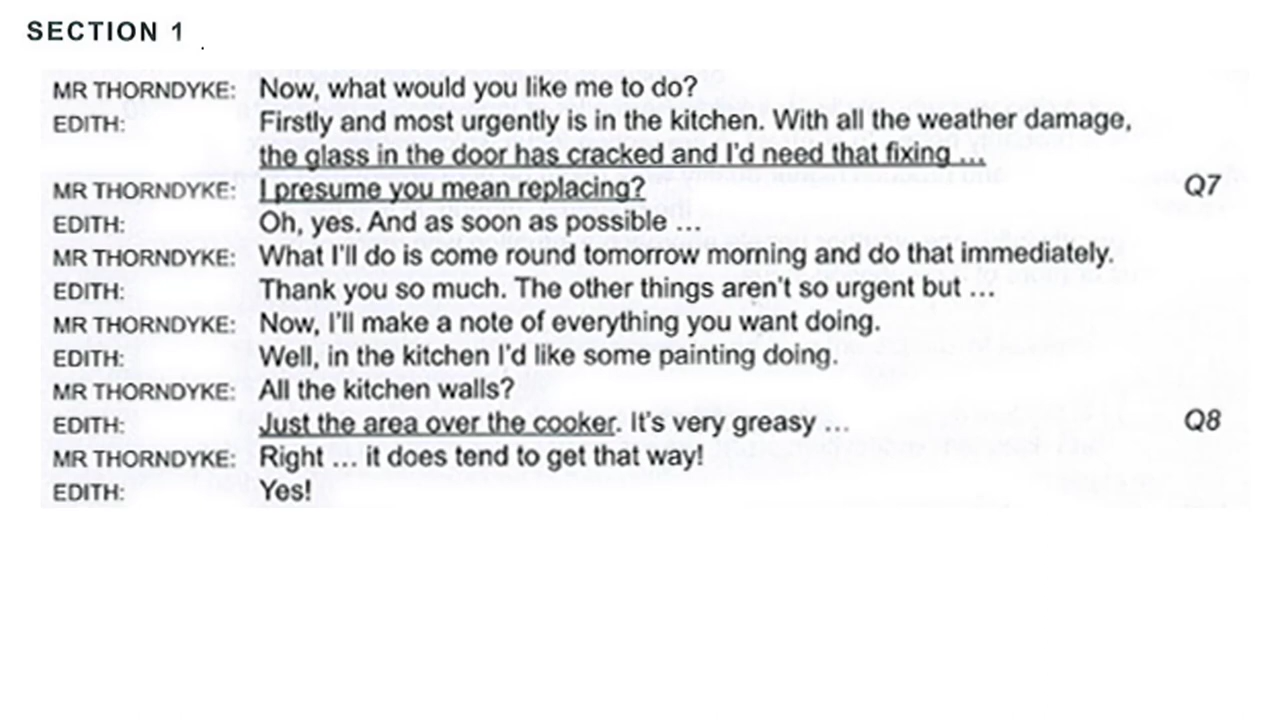 SECTION 1
MR THORNDYKE: Now, what would you like me to do?
EDITH: Firstly and most urgently is in the kitchen. With all the weather damage,
the glass in the door has cracked and I'd need that fixing ...
MR THORNDYKE: I presume you mean replacing? Q7
EDITH: Oh, yes. And as soon as possible ...
MR THORNDYKE: What I'll do is come round tomorrow morning and do that immediately.
EDITH: Thank you so much. The other things aren't so urgent but ...
MR THORNDYKE: Now, I'll make a note of everything you want doing.
EDITH: Well, in the kitchen I'd like some painting doing.
MR THORNDYKE: All the kitchen walls?
EDITH: Just the area over the cooker. It's very greasy ... Q8
MR THORNDYKE: Right ... it does tend to get that way!
EDITH: Yes!